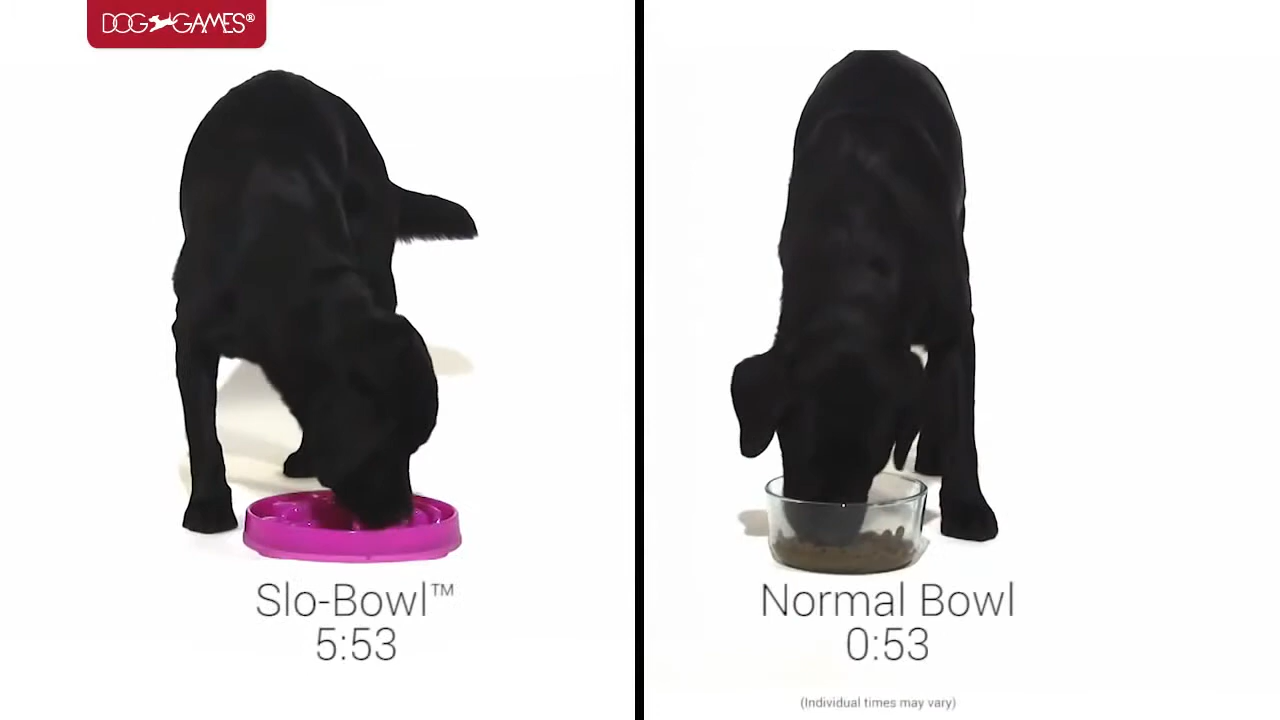 DOG GAMES®
Slo-Bowl™
5:53
Normal Bowl
0:53
(Individual times may vary)